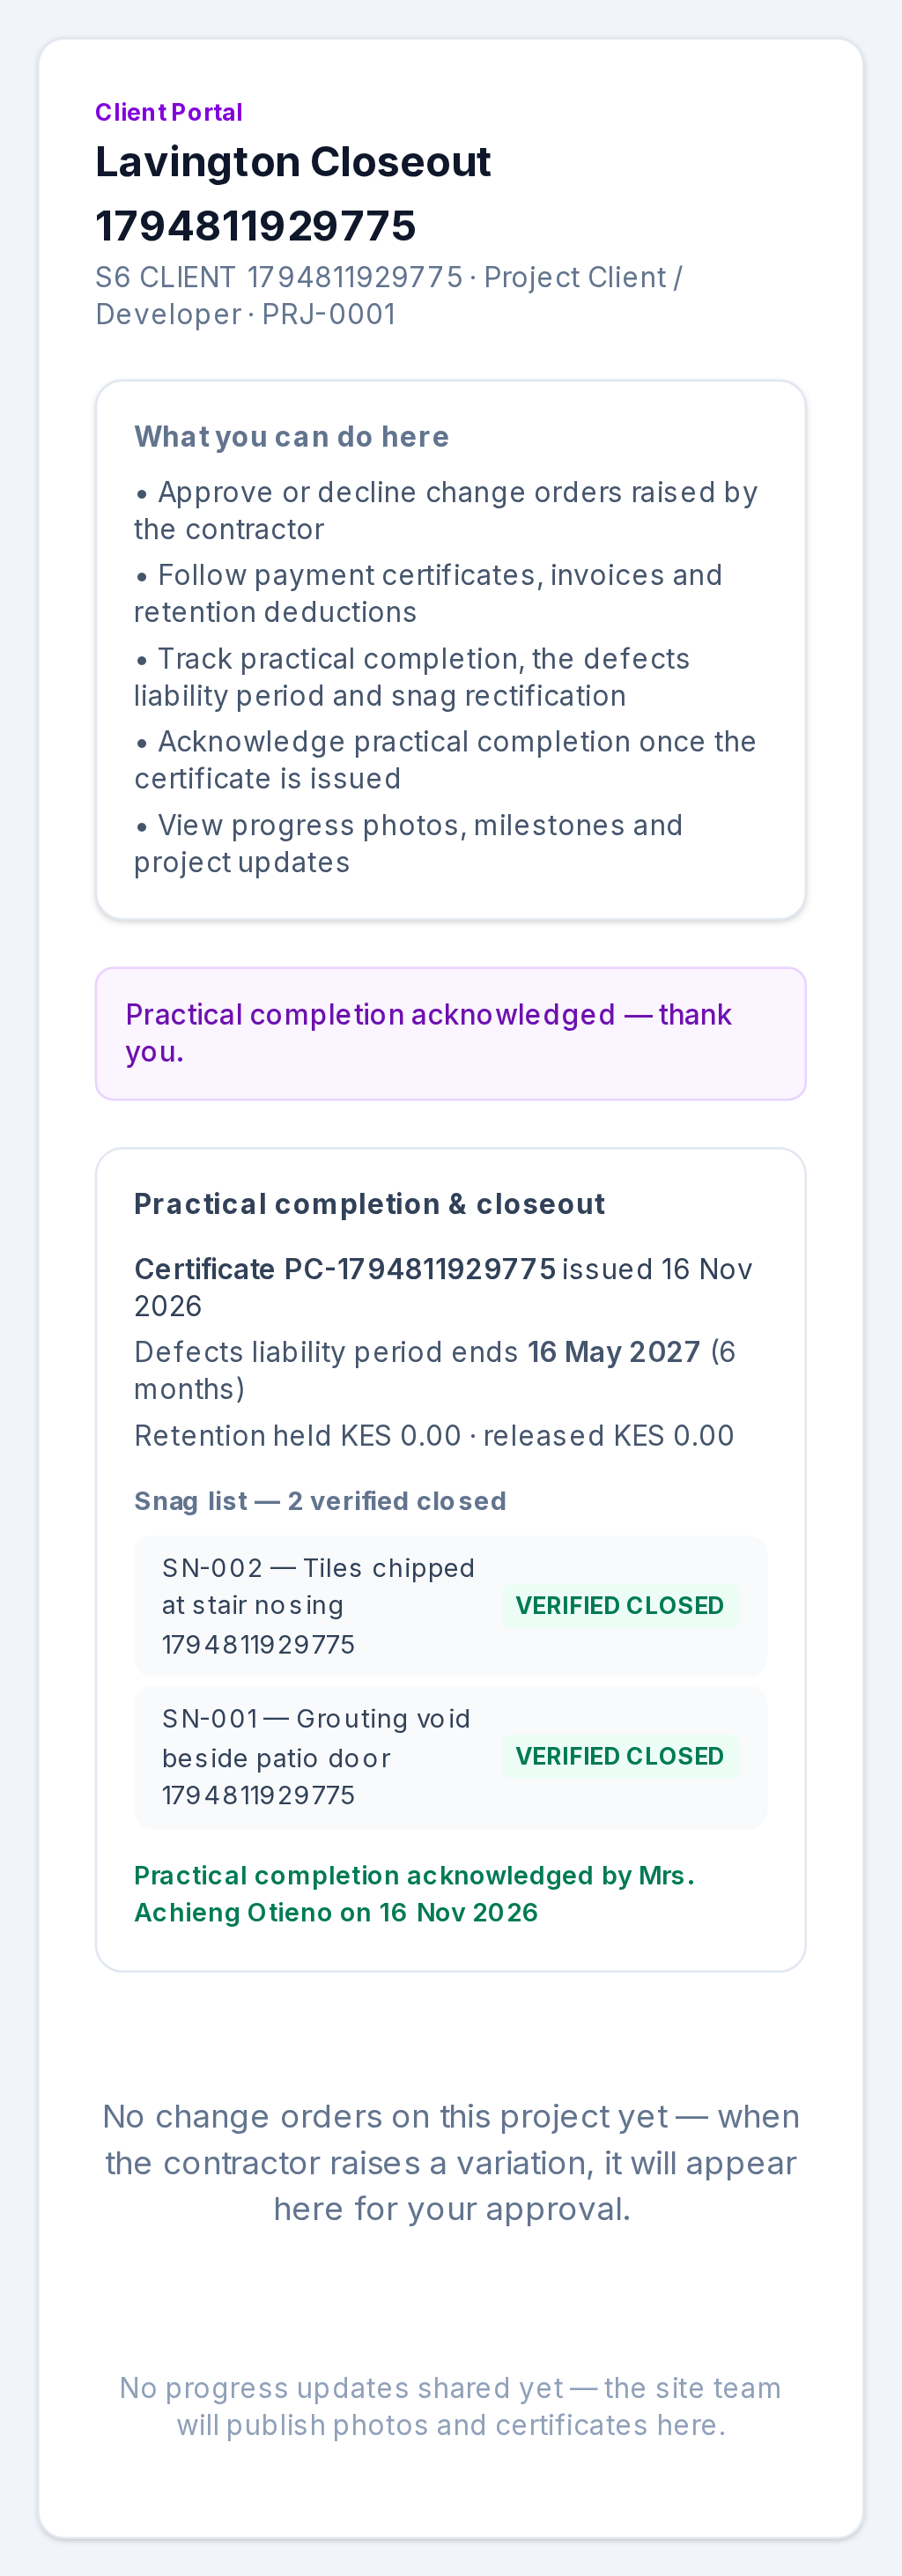 Client Portal
Lavington Closeout
1794811929775
S6 CLIENT 1794811929775 · Project Client /
Developer · PRJ-0001
What you can do here
• Approve or decline change orders raised by
the contractor
• Follow payment certificates, invoices and
retention deductions
• Track practical completion, the defects
liability period and snag rectification
• Acknowledge practical completion once the
certificate is issued
• View progress photos, milestones and
project updates
Practical completion acknowledged — thank
you.
Practical completion & closeout
Certificate PC-1794811929775 issued 16 Nov
2026
Defects liability period ends 16 May 2027 (6
months)
Retention held KES 0.00 · released KES 0.00
Snag list — 2 verified closed
SN-002 — Tiles chipped
at stair nosing
1794811929775
VERIFIED CLOSED
SN-001 — Grouting void
beside patio door
1794811929775
VERIFIED CLOSED
Practical completion acknowledged by Mrs.
Achieng Otieno on 16 Nov 2026
No change orders on this project yet — when
the contractor raises a variation, it will appear
here for your approval.
No progress updates shared yet — the site team
will publish photos and certificates here.